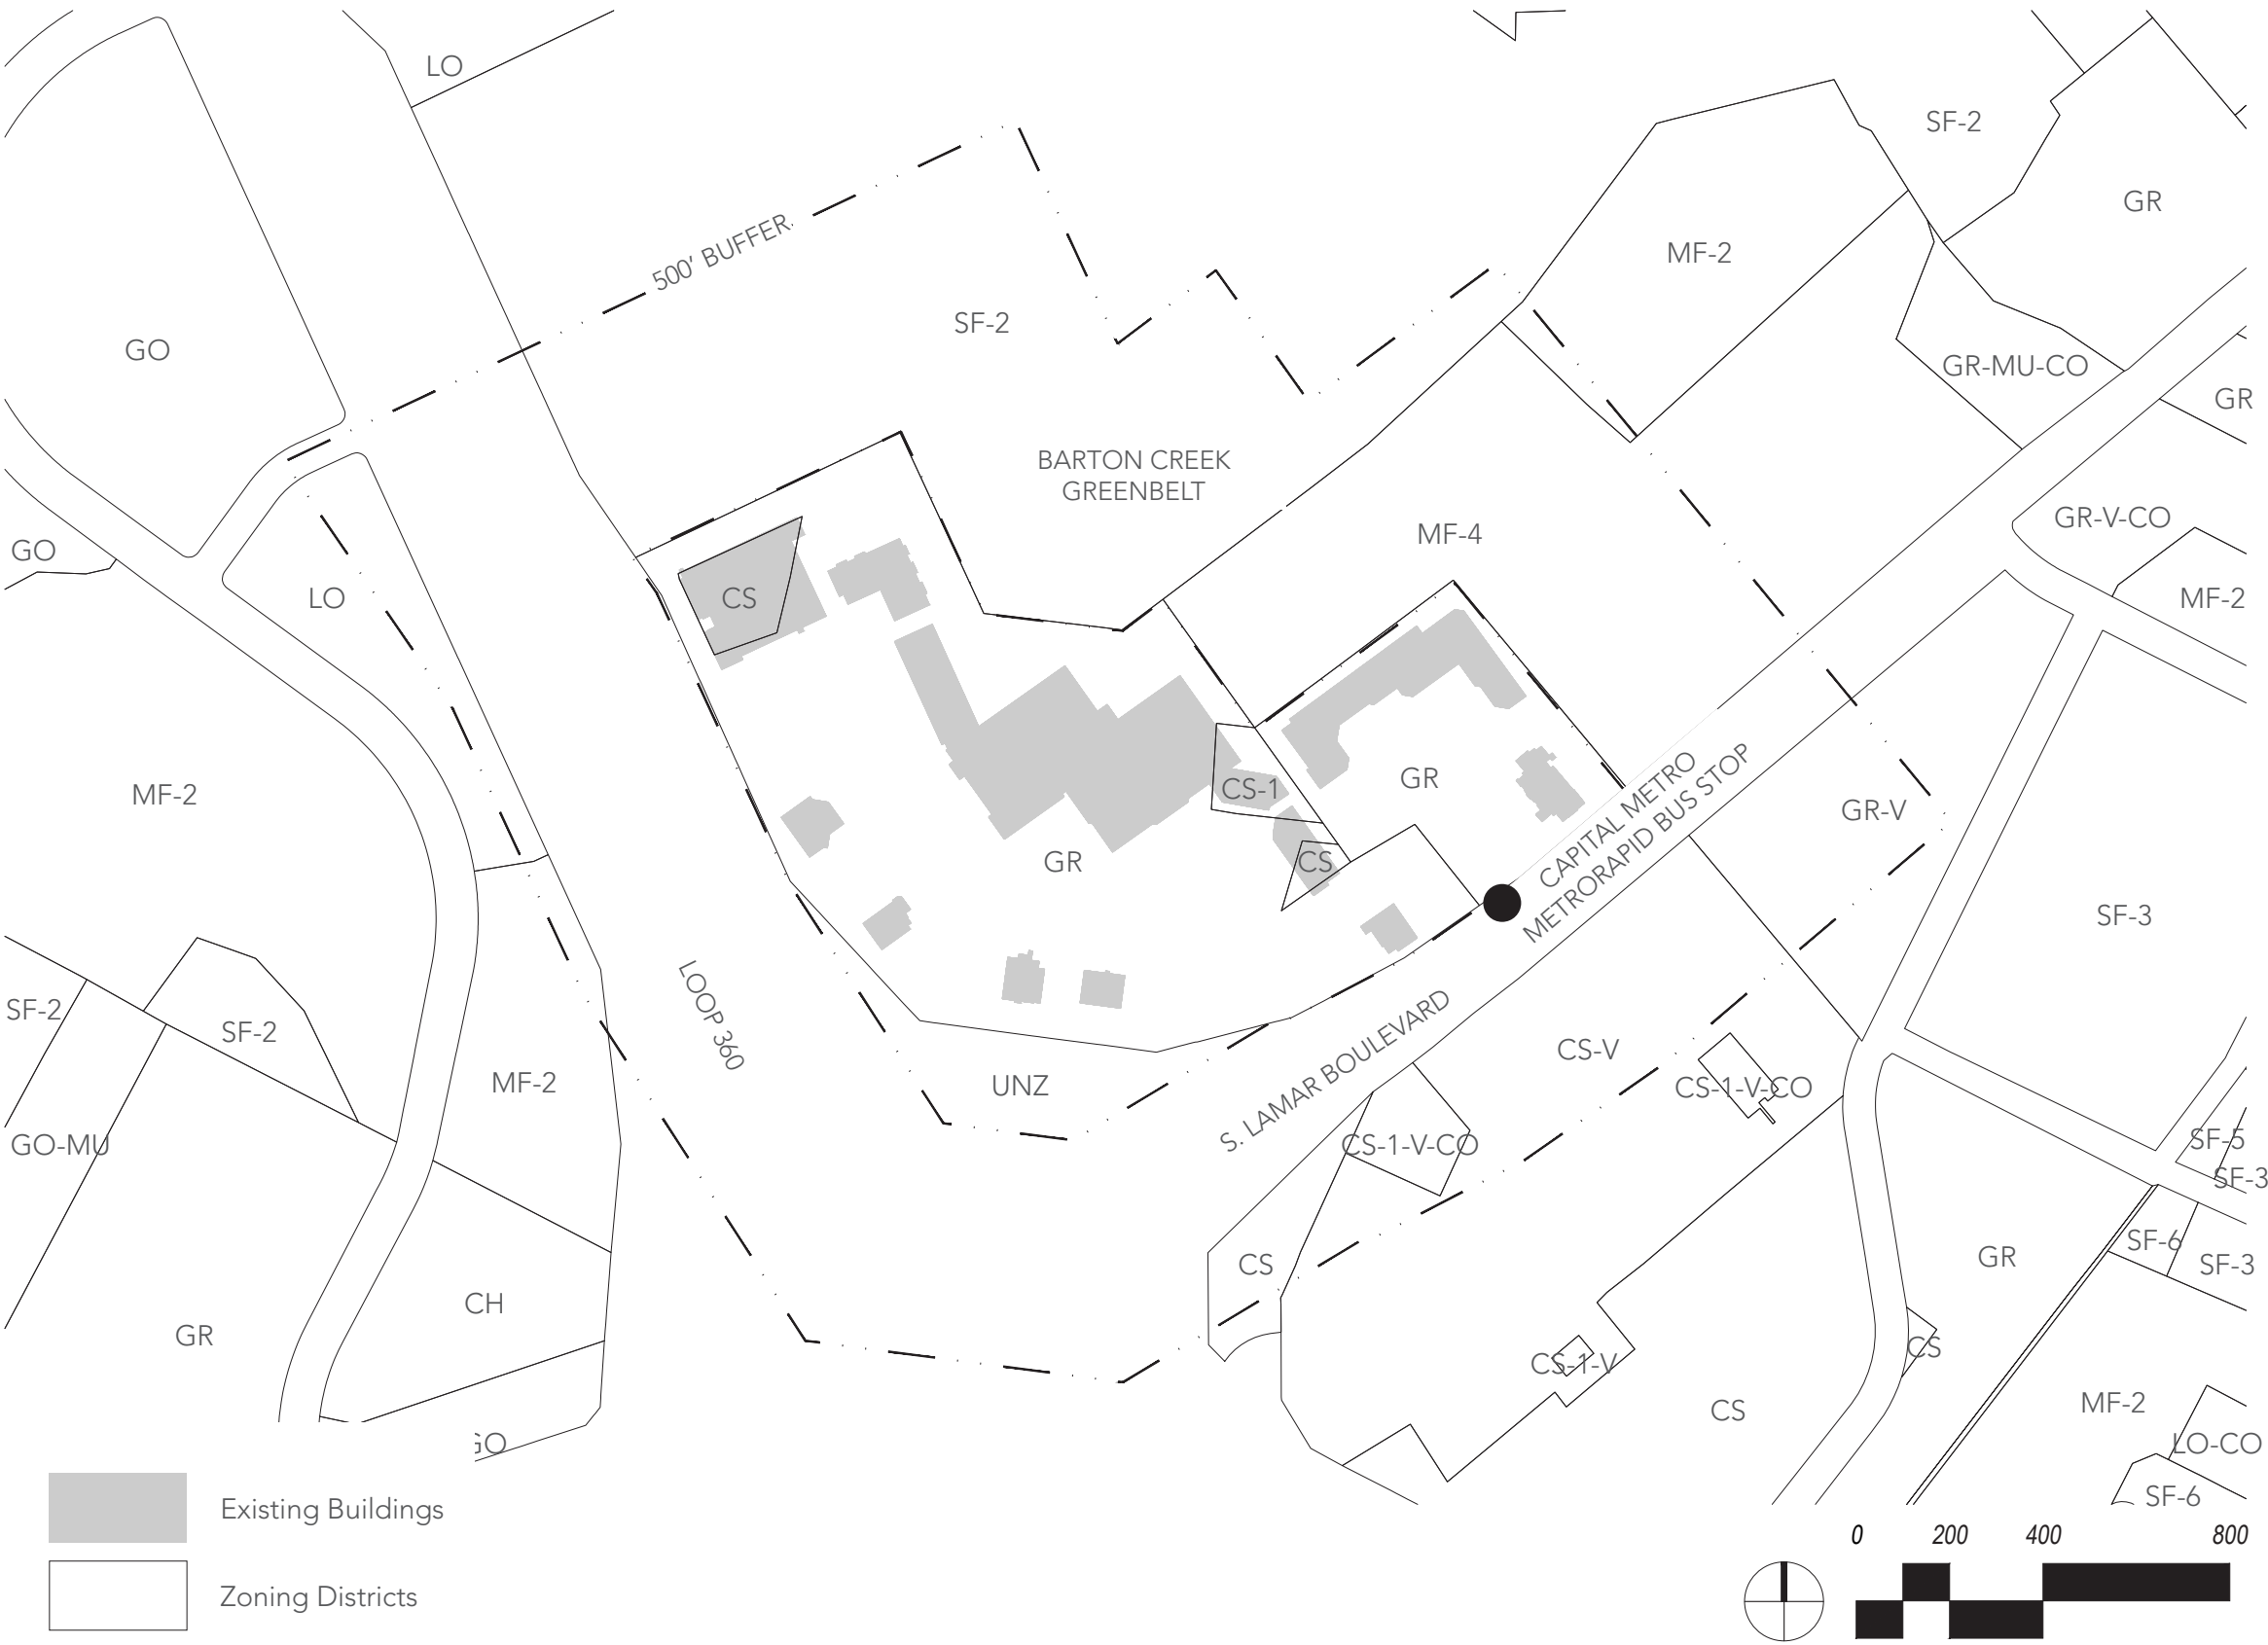 LO
SF-2
GR
500' BUFFER
MF-2
SF-2
GO
GR-MU-CO
GR
BARTON CREEK
GREENBELT
GR-V-CO
MF-4
GO
LO
CS
MF-2
MF-2
CS-1
GR
CAPITAL METRO
METRORAPID BUS STOP
GR-V
GR
CS
SF-3
SF-2
SF-2
LOOP 360
S. LAMAR BOULEVARD
CS-V
MF-2
UNZ
CS-1-V-CO
GO-MU
CS-1-V-CO
SF-5
SF-3
SF-6
SF-3
CS
GR
CH
GR
CS-1-V
CS
CS
MF-2
GO
LO-CO
SF-6
Existing Buildings
Zoning Districts
0 200 400 800